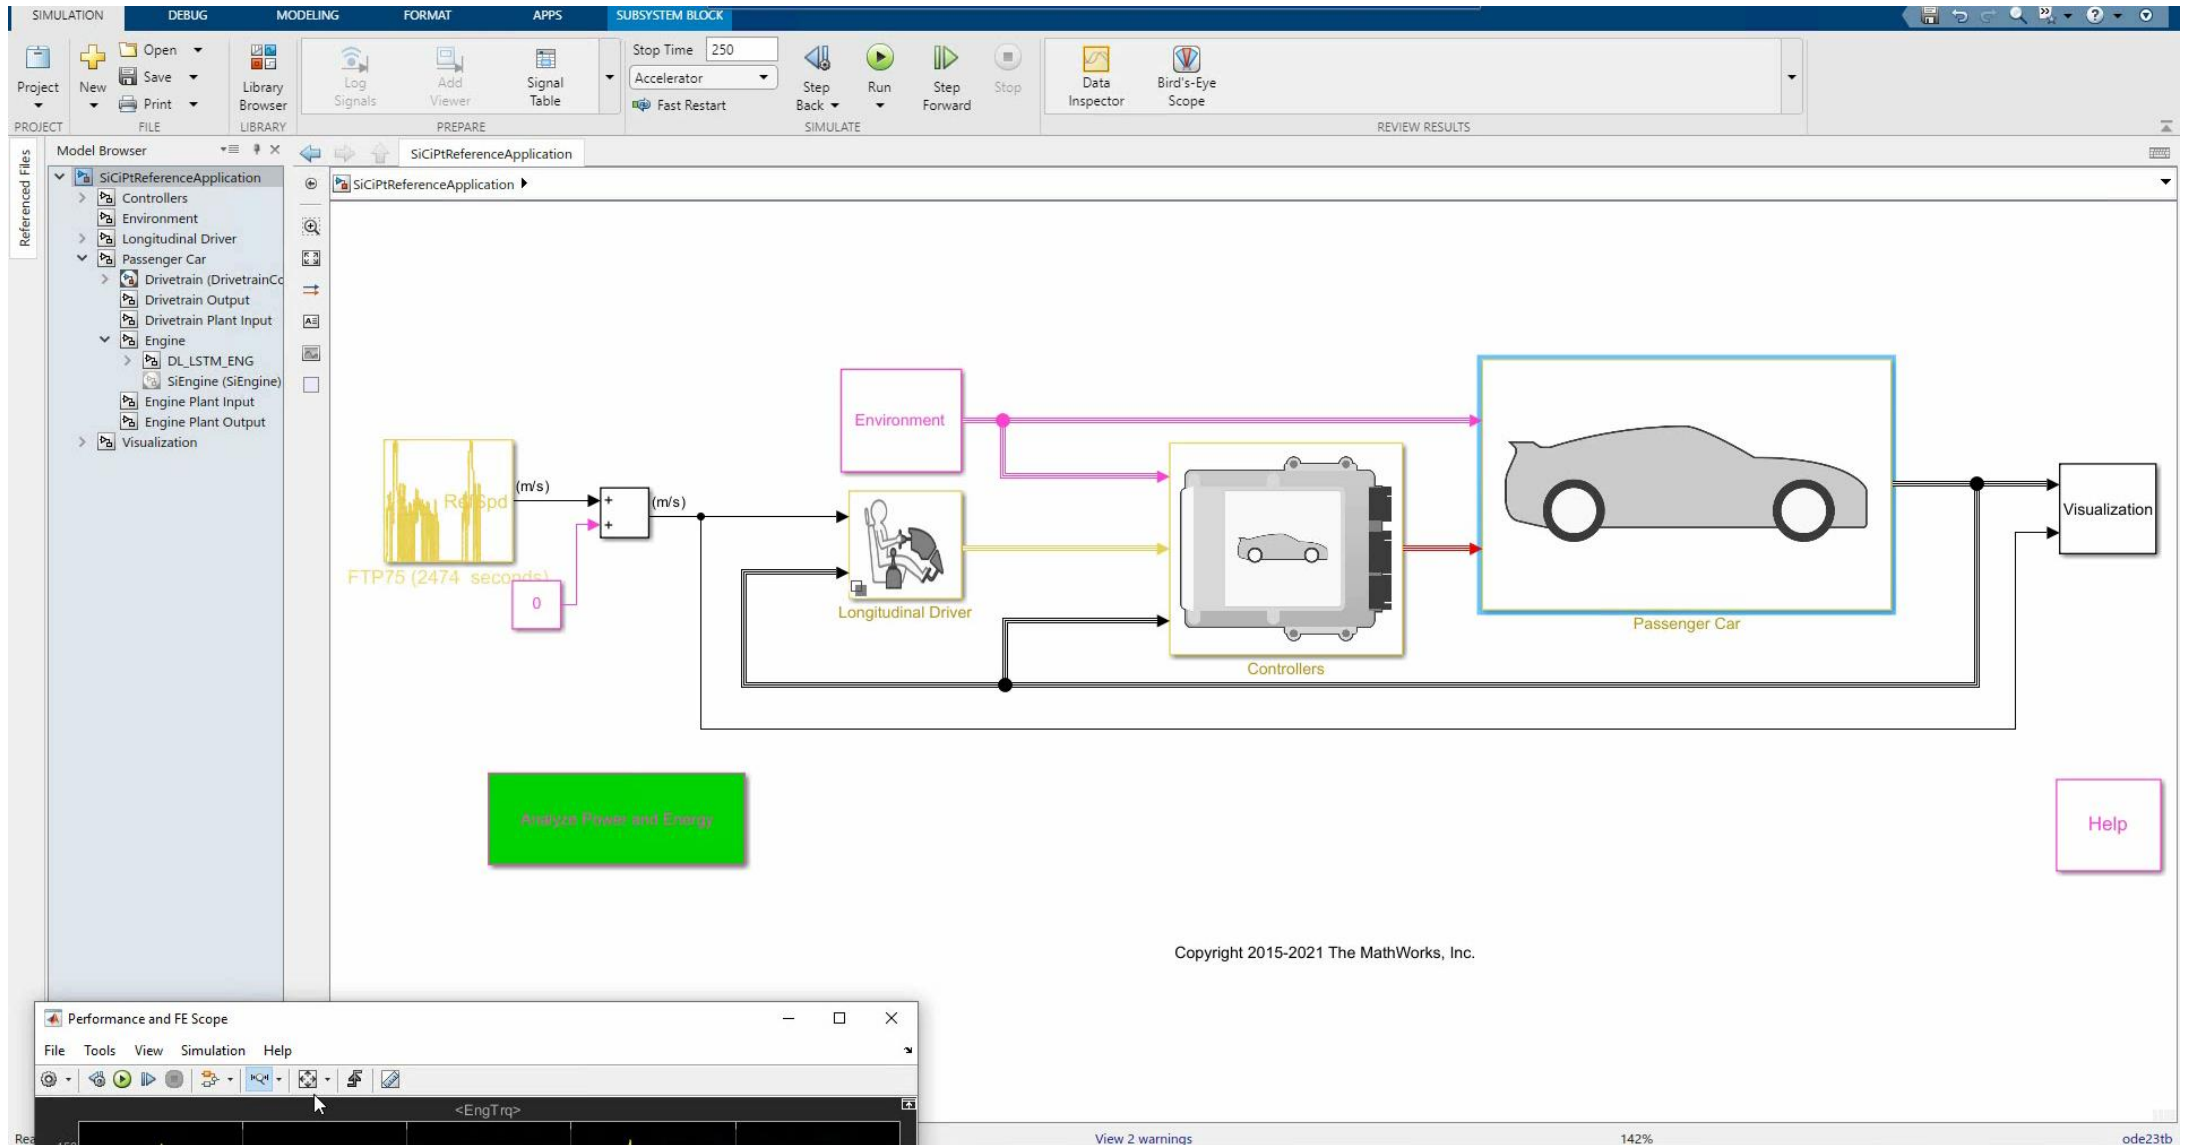 SIMULATION DEBUG MODELING FORMAT APPS SUBSYSTEM BLOCK
Project
New
Open
Save
Print
Library
Browser
Log
Signals
Add
Viewer
Signal
Table
Stop Time 250
Accelerator
Fast Restart
Step
Back
Run
Step
Forward
Stop
Data
Inspector
Bird's-Eye
Scope
PROJECT FILE LIBRARY PREPARE SIMULATE REVIEW RESULTS
Referenced Files
Model Browser
SiCiPtReferenceApplication
Controllers
Environment
Longitudinal Driver
Passenger Car
Drivetrain (DrivetrainCo
Drivetrain Output
Drivetrain Plant Input
Engine
DL_LSTM_ENG
SiEngine (SiEngine)
Engine Plant Input
Engine Plant Output
Visualization
SiCiPtReferenceApplication
SiCiPtReferenceApplication
RefSpd
FTP75 (2474 seconds)
(m/s)
+
+
(m/s)
0
Environment
Longitudinal Driver
Controllers
Passenger Car
Visualization
Analyze Power and Energy
Help
Copyright 2015-2021 The MathWorks, Inc.
Performance and FE Scope
File Tools View Simulation Help
<EngTrq>
View 2 warnings 142% ode23tb